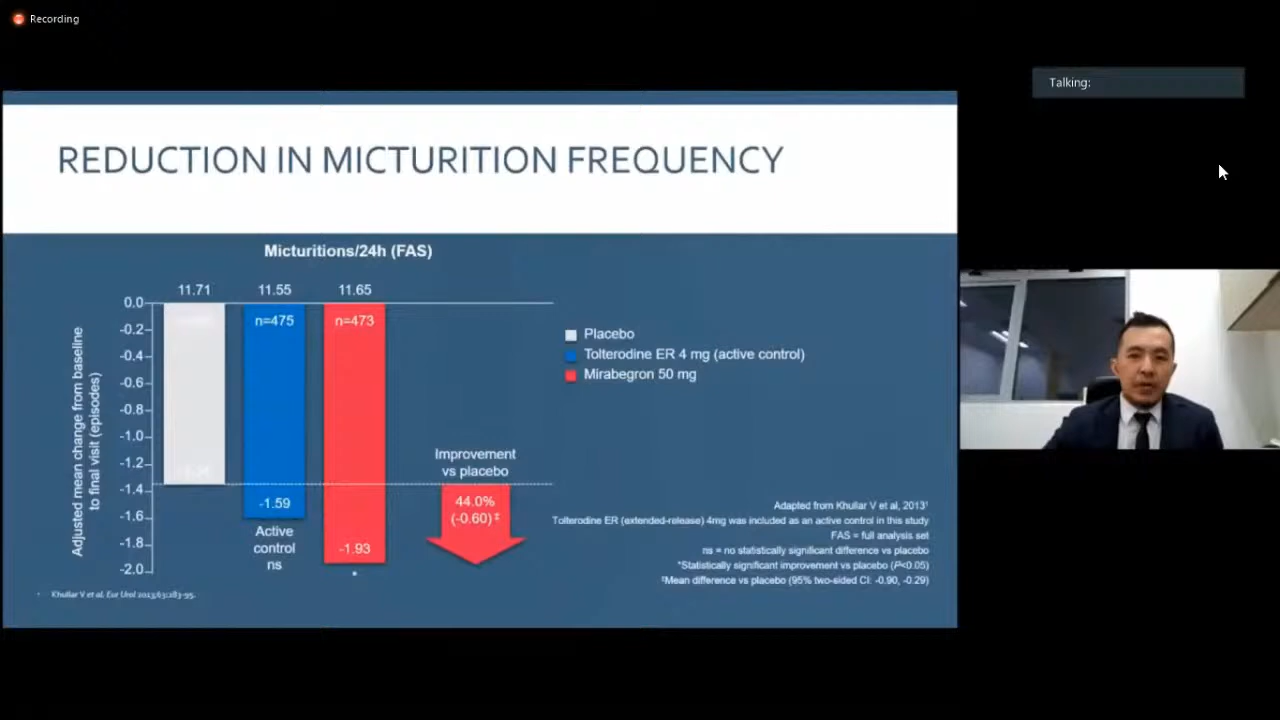 Recording
Talking:
REDUCTION IN MICTURITION FREQUENCY
Micturitions/24h (FAS)
11.71 11.55 11.65
Adjusted mean change from baseline
to final visit (episodes)
0.0
-0.2
-0.4
-0.6
-0.8
-1.0
-1.2
-1.4
-1.6
-1.8
-2.0
n=475 n=473
-1.59
-1.93
Active
control
ns
*
Improvement
vs placebo
44.0%
(-0.60)‡
Placebo
Tolterodine ER 4 mg (active control)
Mirabegron 50 mg
Adapted from Khullar V et al, 2013¹
Tolterodine ER (extended-release) 4mg was included as an active control in this study
FAS = full analysis set
ns = no statistically significant difference vs placebo
*Statistically significant improvement vs placebo (P<0.05)
‡Mean difference vs placebo (95% two-sided CI: -0.90, -0.29)
Khullar V et al. Eur Urol 2013;63:283-95.